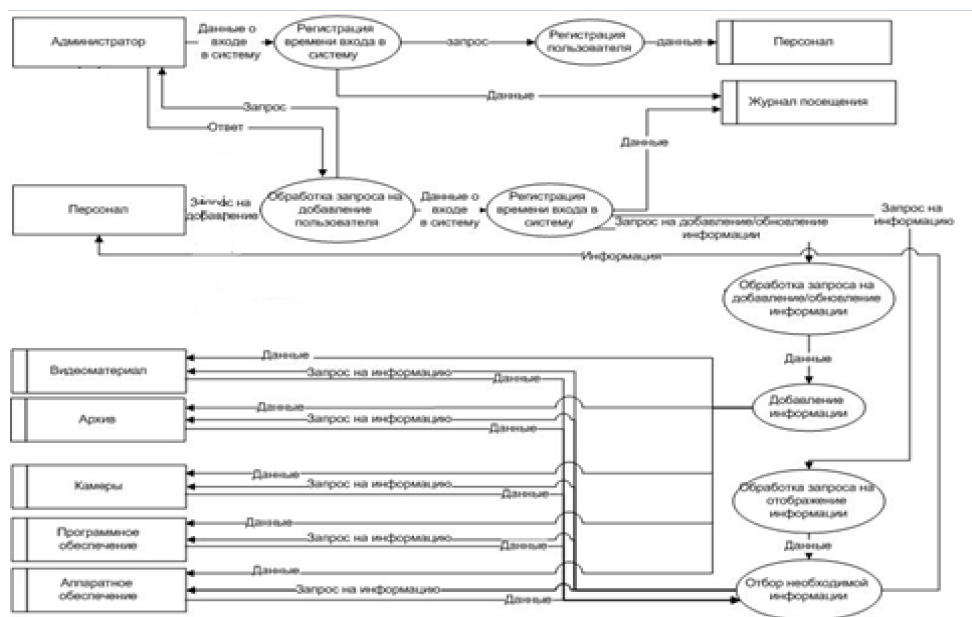 Администратор
Данные о
входе
в систему
Регистрация
времени входа в
систему
запрос
Регистрация
пользователя
данные
Персонал
Данные
Журнал посещения
Запрос
Ответ
Данные
Персонал
на
добавление
Обработка запроса на
добавление
пользователя
Данные о
входе
в систему
Регистрация
времени входа в
систему
Запрос на добавление/обновление
информации
Запрос на
информацию
Информация
Обработка запроса на
добавление/обновление
информации
Данные
Видеоматериал
Данные
Запрос на информацию
Данные
Добавление
информации
Архив
Данные
Запрос на информацию
Данные
Камеры
Данные
Запрос на информацию
Данные
Обработка запроса на
отображение
информации
Программное
обеспечение
Данные
Запрос на информацию
Данные
Данные
Аппаратное
обеспечение
Данные
Запрос на информацию
Данные
Отбор необходимой
информации